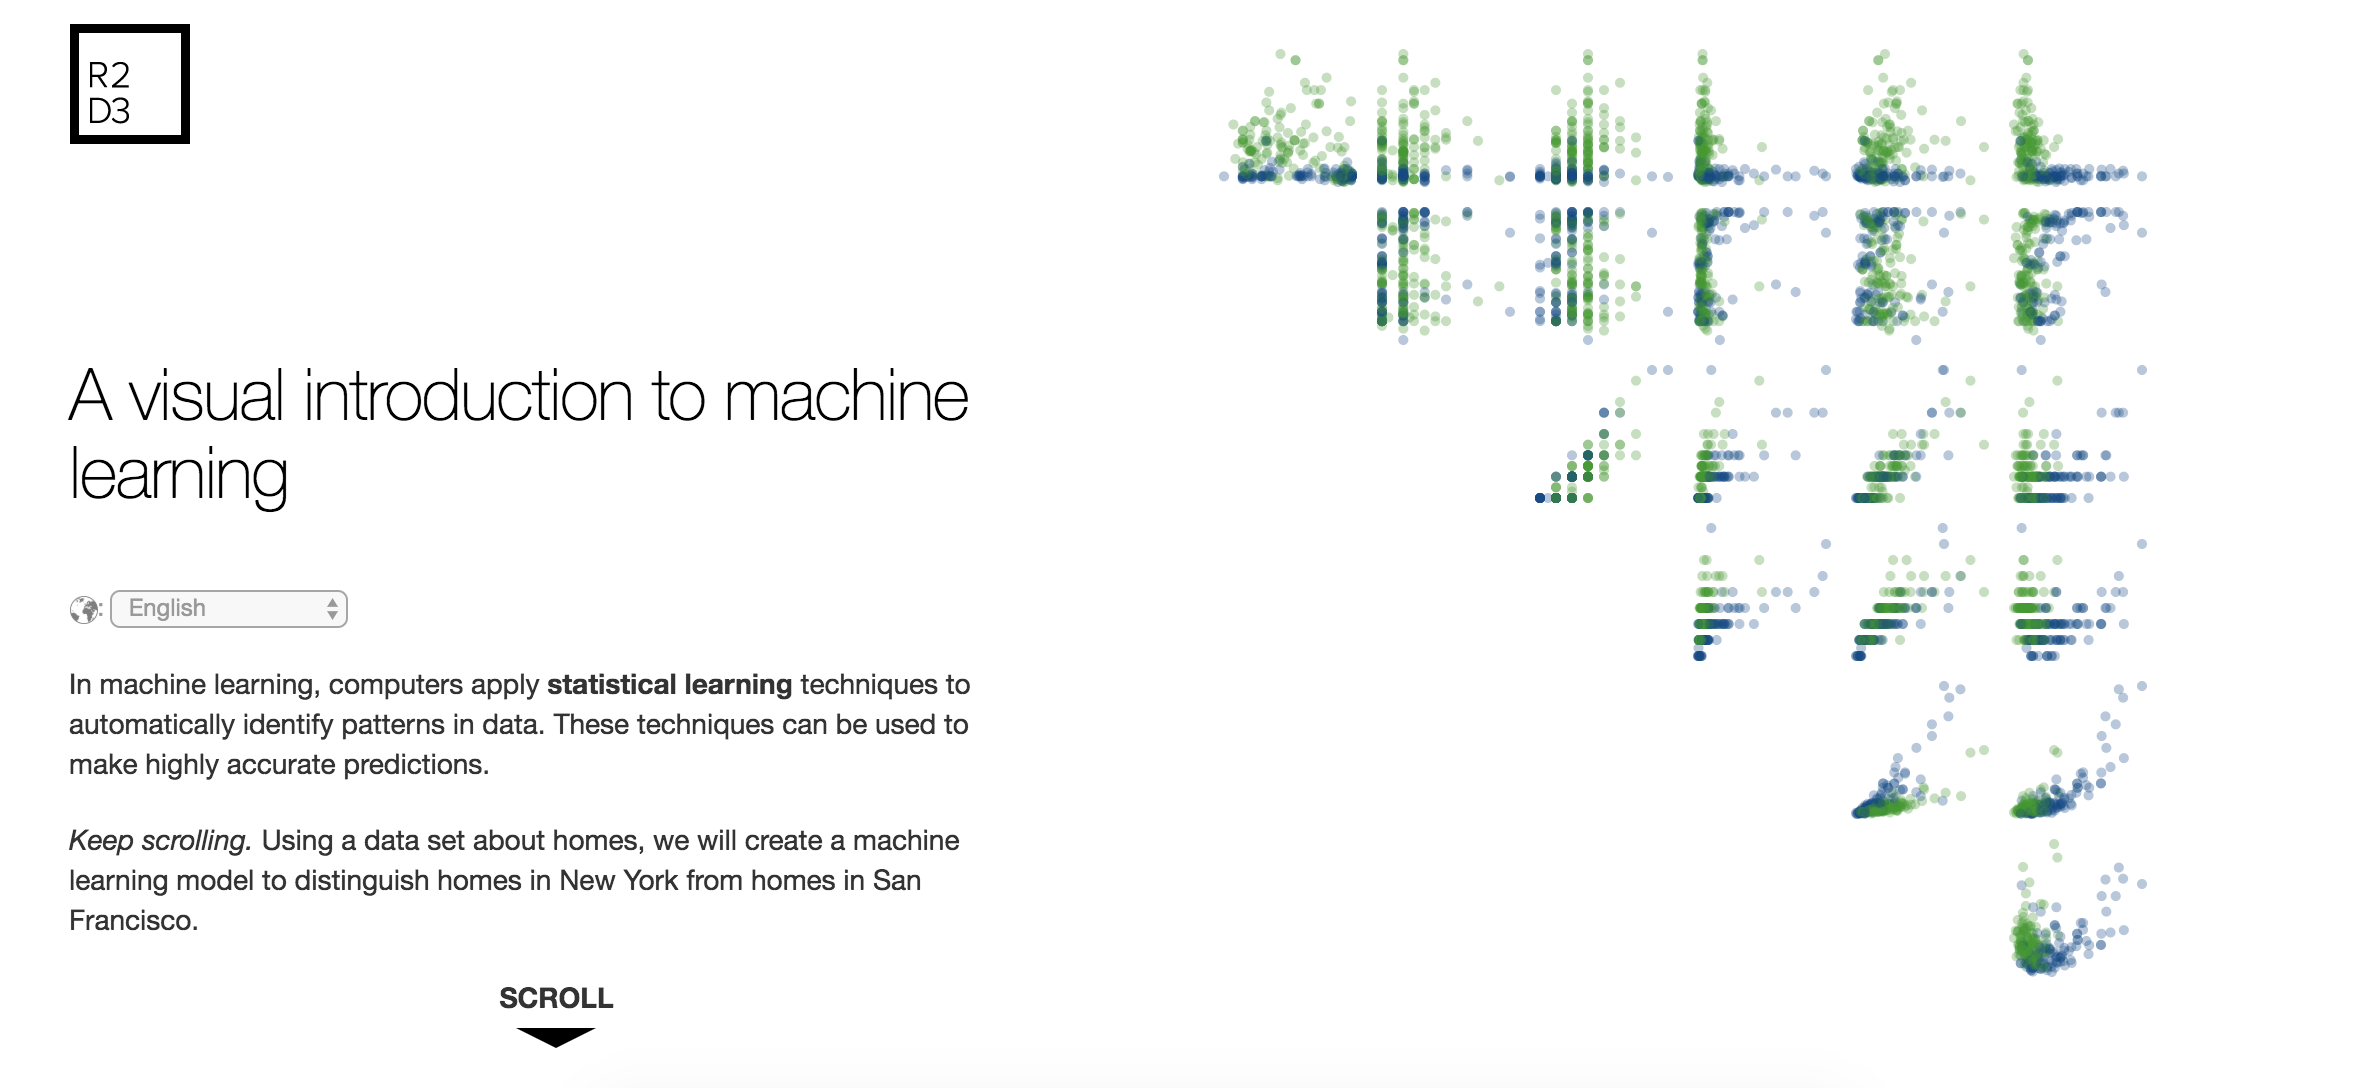 R2
D3
A visual introduction to machine
learning
: English
In machine learning, computers apply statistical learning techniques to
automatically identify patterns in data. These techniques can be used to
make highly accurate predictions.
Keep scrolling. Using a data set about homes, we will create a machine
learning model to distinguish homes in New York from homes in San
Francisco.
SCROLL